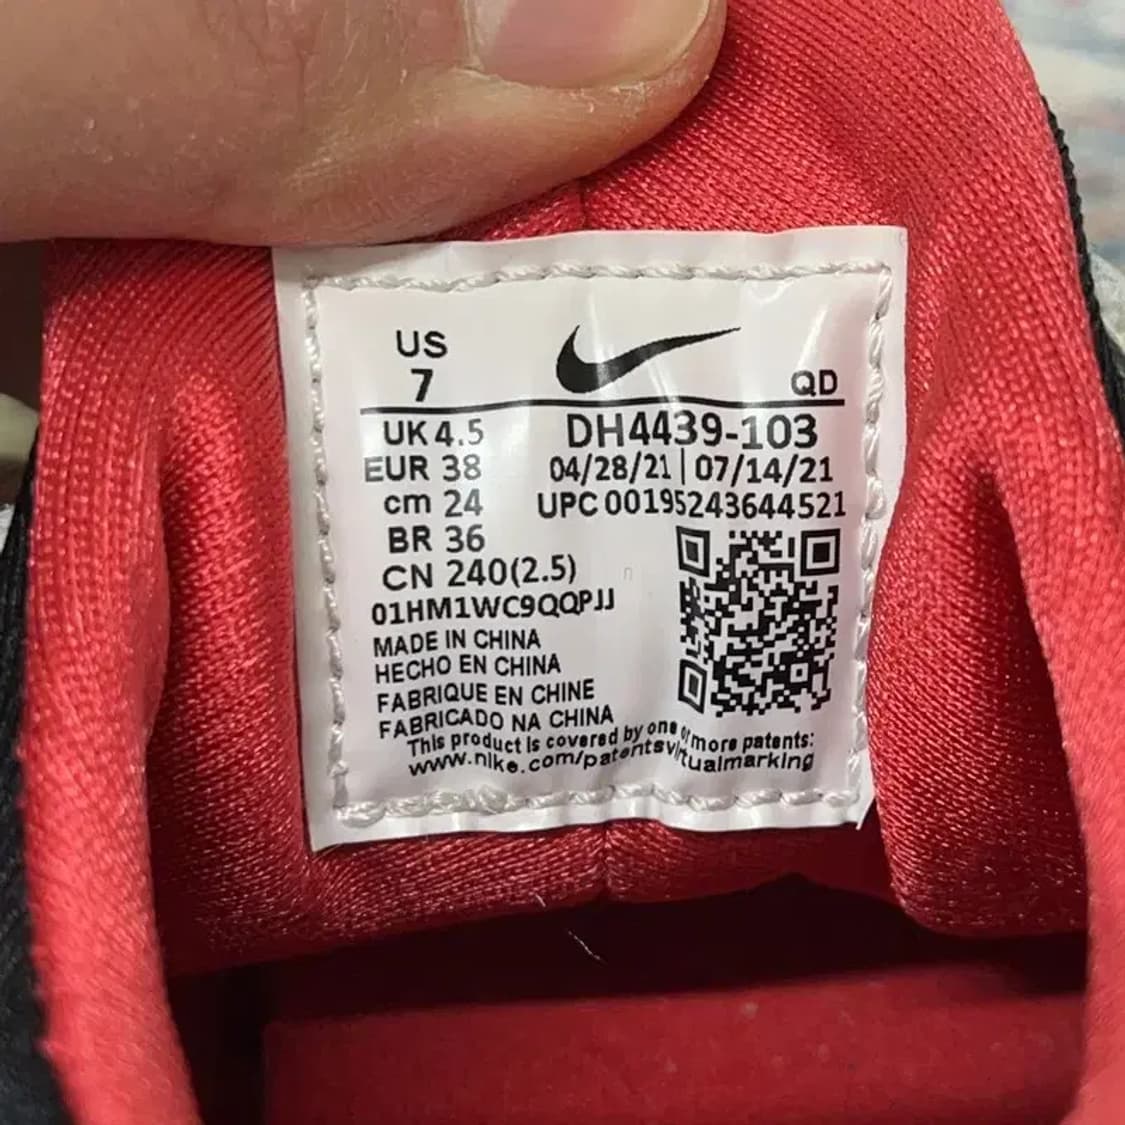 US
7
QD
UK 4.5
DH4439-103
EUR 38
04/28/21 | 07/14/21
cm 24
UPC 00195243644521
BR 36
CN 240(2.5)
01HM1WC9QQPJJ
MADE IN CHINA
HECHO EN CHINA
FABRIQUE EN CHINE
FABRICADO NA CHINA
This product is covered by one or more patents:
www.nike.com/patentsvirtualmarking